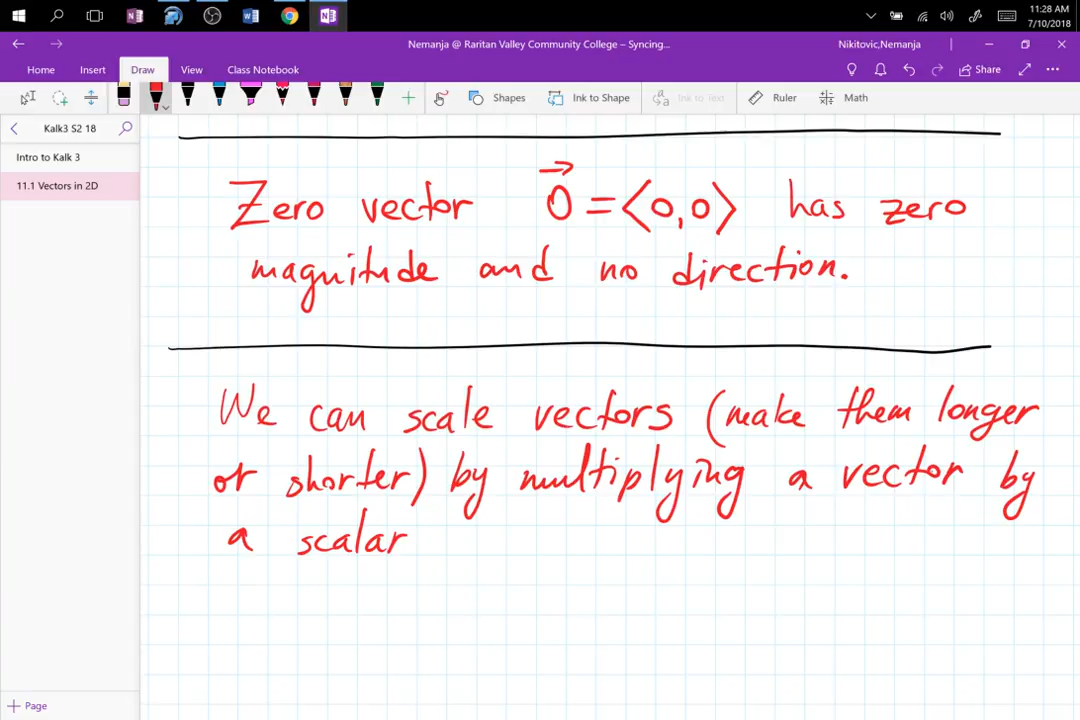 11:28 AM
7/10/2018
Nemanja @ Raritan Valley Community College – Syncing...
Nikitovic,Nemanja
Home Insert Draw View Class Notebook Share
Shapes Ink to Shape Ink to Text Ruler Math
Kalk3 S2 18
Intro to Kalk 3
11.1 Vectors in 2D
Zero vector 0⃗ = ⟨0,0⟩ has zero
magnitude and no direction.
We can scale vectors (make them longer
or shorter) by multiplying a vector by
a scalar
+ Page